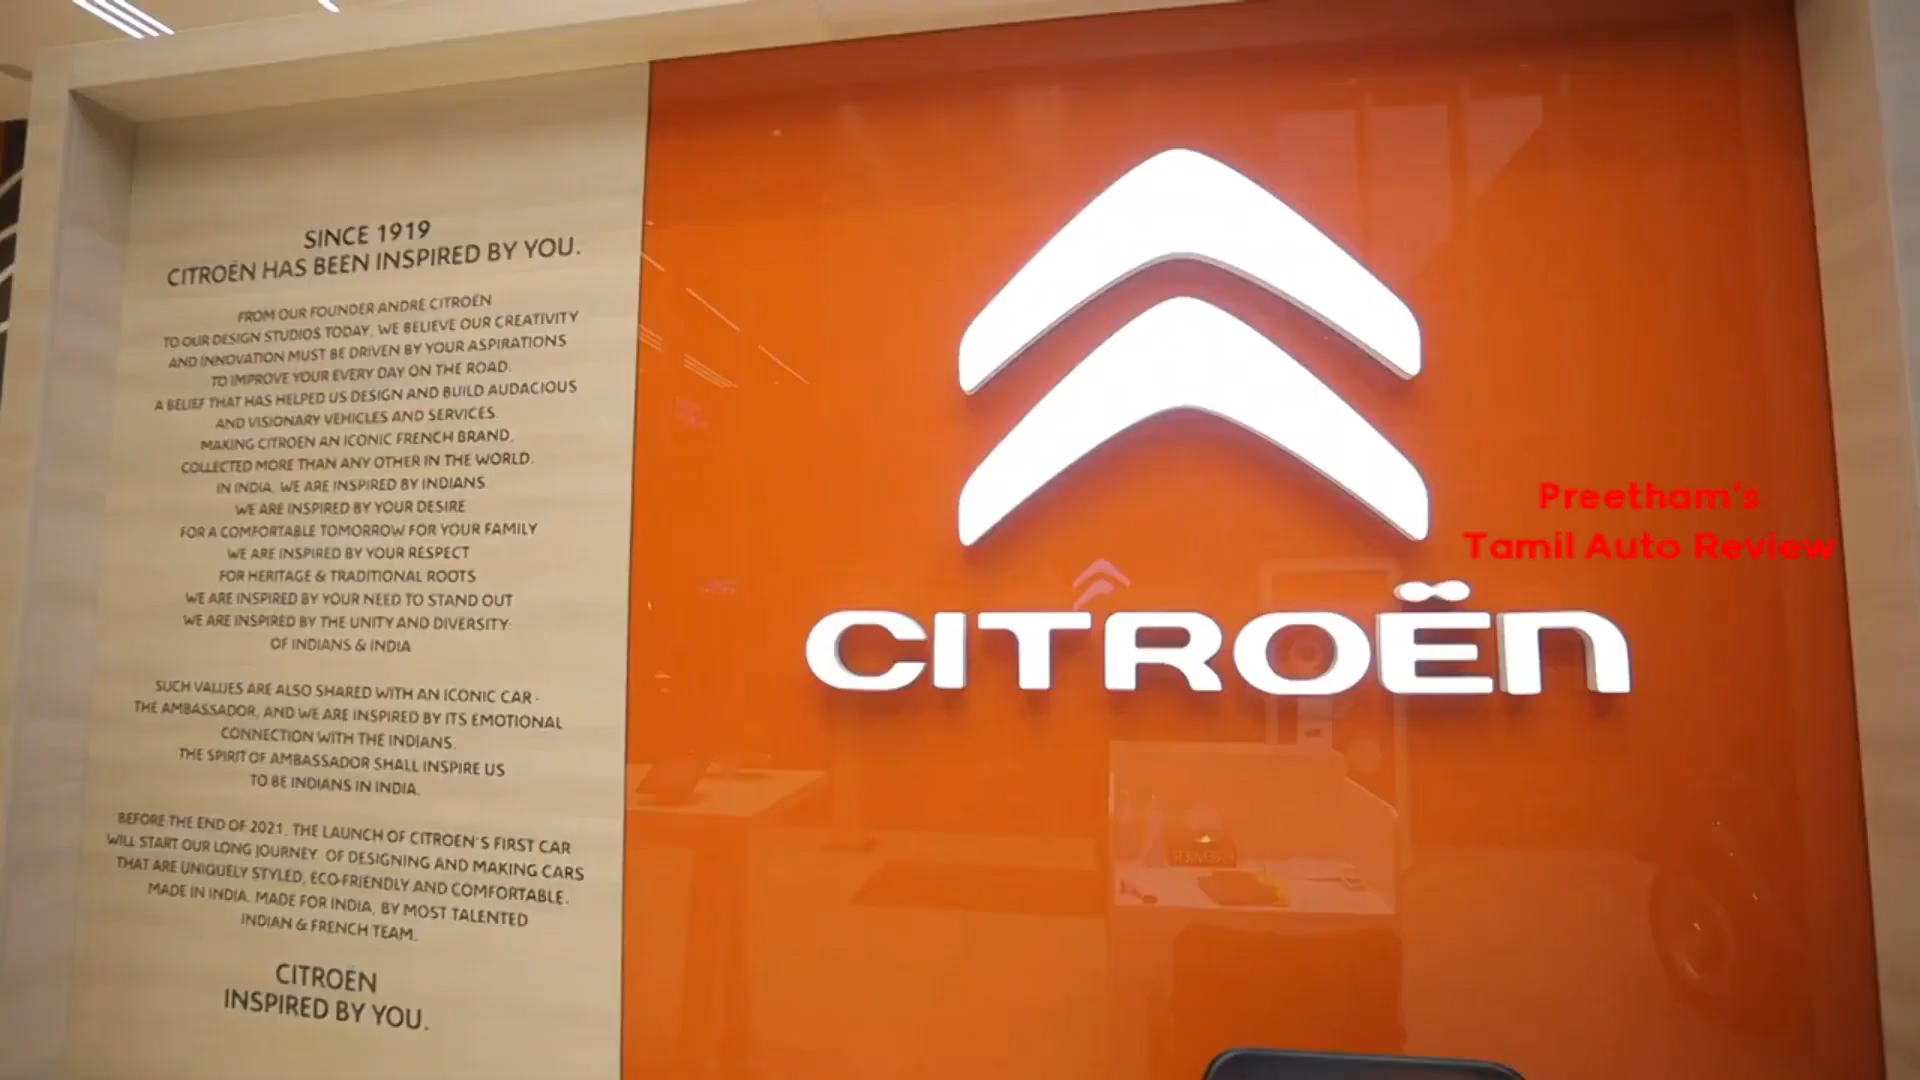 SINCE 1919
CITROËN HAS BEEN INSPIRED BY YOU.
FROM OUR FOUNDER ANDRÉ CITROËN
TO OUR DESIGN STUDIOS TODAY, WE BELIEVE OUR CREATIVITY
AND INNOVATION MUST BE DRIVEN BY YOUR ASPIRATIONS
TO IMPROVE YOUR EVERY DAY ON THE ROAD.
A BELIEF THAT HAS HELPED US DESIGN AND BUILD AUDACIOUS
AND VISIONARY VEHICLES AND SERVICES
MAKING CITROËN AN ICONIC FRENCH BRAND,
COLLECTED MORE THAN ANY OTHER IN THE WORLD.
IN INDIA, WE ARE INSPIRED BY INDIANS
WE ARE INSPIRED BY YOUR DESIRE
FOR A COMFORTABLE TOMORROW FOR YOUR FAMILY
WE ARE INSPIRED BY YOUR RESPECT
FOR HERITAGE & TRADITIONAL ROOTS
WE ARE INSPIRED BY YOUR NEED TO STAND OUT
WE ARE INSPIRED BY THE UNITY AND DIVERSITY
OF INDIANS & INDIA
SUCH VALUES ARE ALSO SHARED WITH AN ICONIC CAR -
THE AMBASSADOR, AND WE ARE INSPIRED BY ITS EMOTIONAL
CONNECTION WITH THE INDIANS.
THE SPIRIT OF AMBASSADOR SHALL INSPIRE US
TO BE INDIANS IN INDIA.
BEFORE THE END OF 2021, THE LAUNCH OF CITROËN'S FIRST CAR
WILL START OUR LONG JOURNEY OF DESIGNING AND MAKING CARS
THAT ARE UNIQUELY STYLED, ECO-FRIENDLY AND COMFORTABLE.
MADE IN INDIA, MADE FOR INDIA, BY MOST TALENTED
INDIAN & FRENCH TEAM.
CITROËN
INSPIRED BY YOU.
CITROËN
Preetham's
Tamil Auto Review